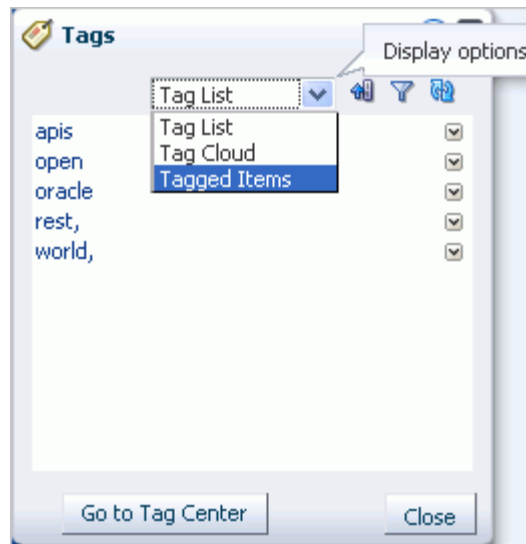 Tags
Display options
Tag List
Tag List
Tag Cloud
Tagged Items
apis
open
oracle
rest,
world,
Go to Tag Center
Close